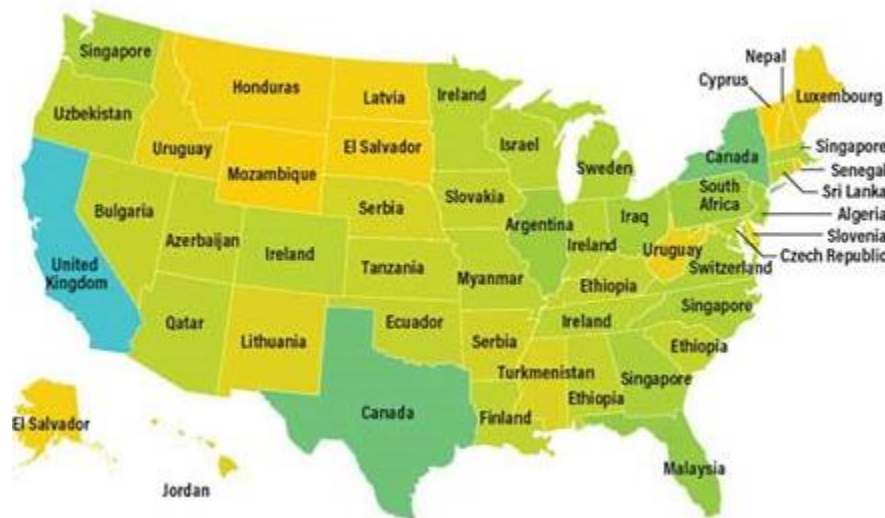 Singapore
Nepal
Cyprus
Honduras
Latvia
Ireland
Luxembourg
Uzbekistan
El Salvador
Israel
Singapore
Uruguay
Canada
Sweden
Mozambique
Senegal
Sri Lanka
South
Africa
Slovakia
Serbia
Bulgaria
Argentina
Iraq
Algeria
Azerbaijan
Ireland
Ireland
Uruguay
Slovenia
Czech Republic
United
Kingdom
Tanzania
Switzerland
Myanmar
Ethiopia
Singapore
Qatar
Ecuador
Ireland
Lithuania
Serbia
Ethiopia
Turkmenistan
Singapore
Ethiopia
El Salvador
Canada
Finland
Malaysia
Jordan